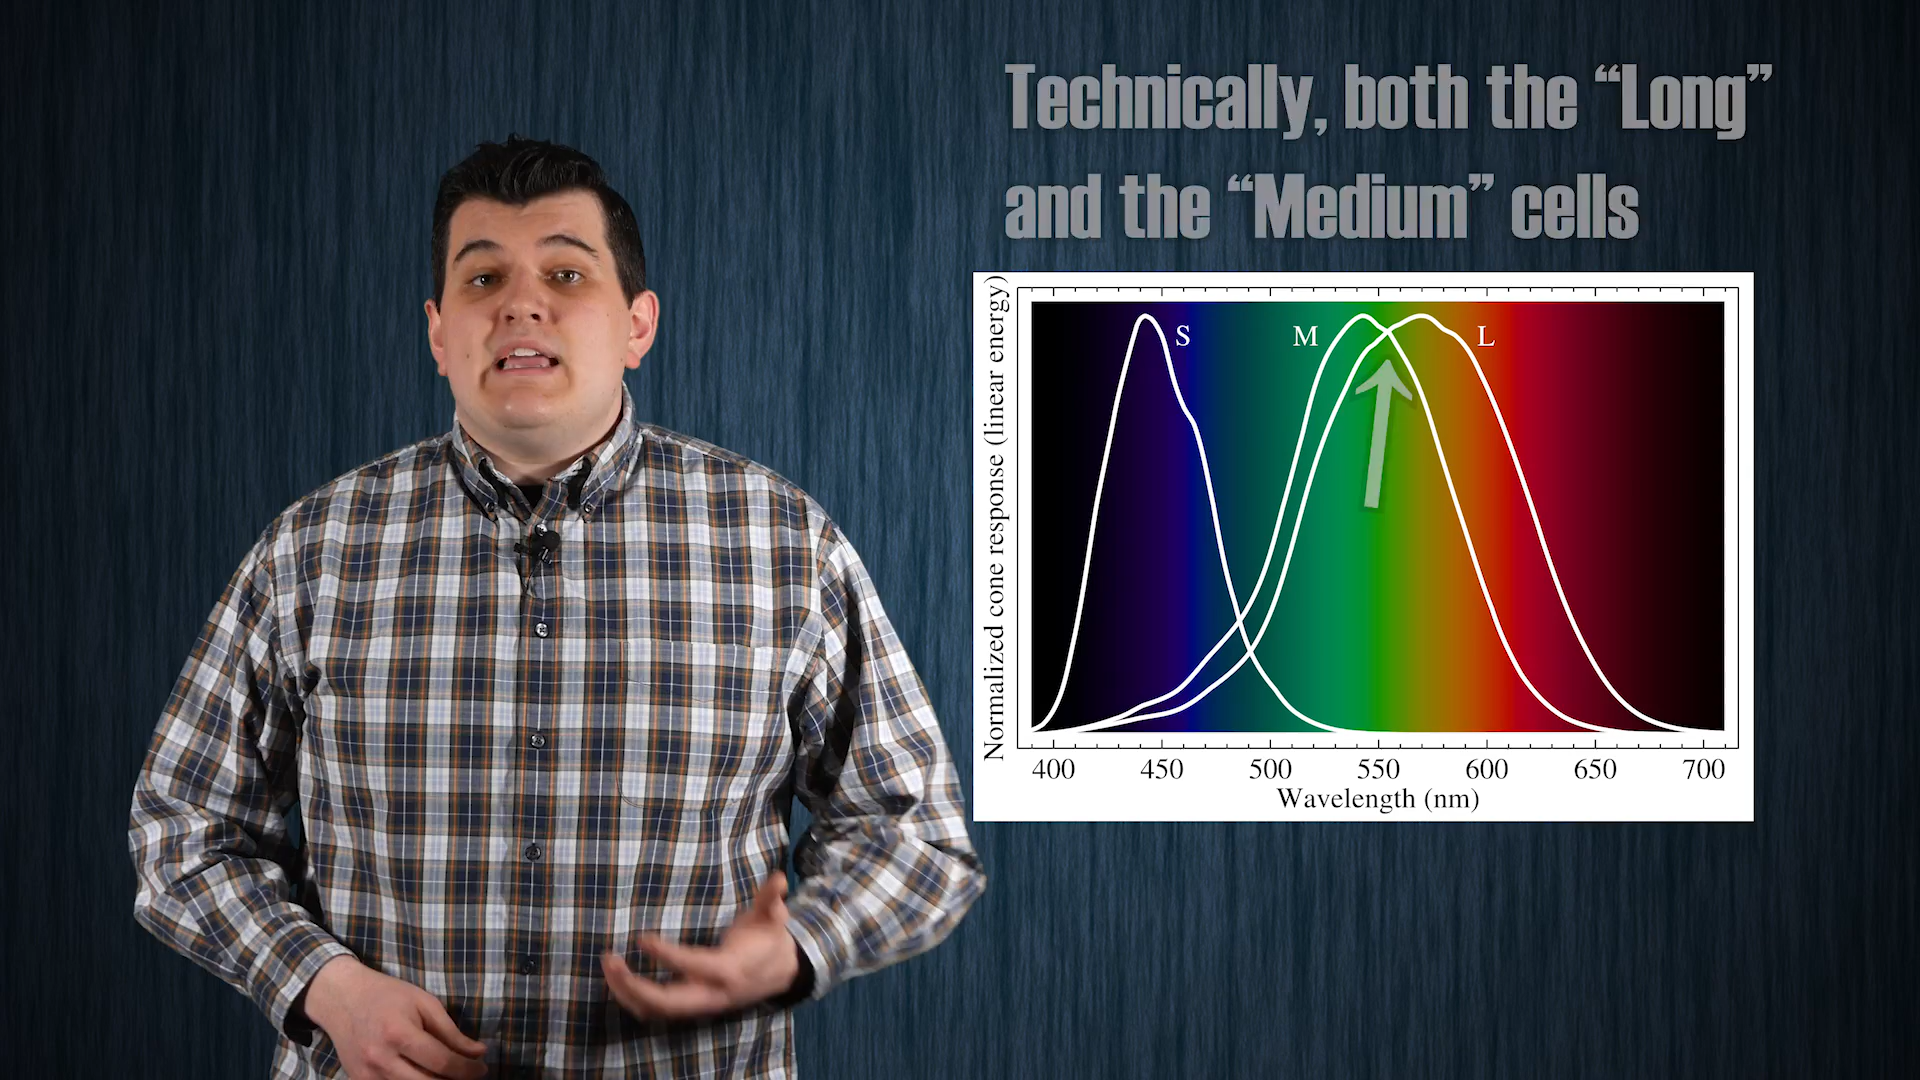 Technically, both the “Long”
and the “Medium” cells
Normalized cone response (linear energy)
S
M
L
400 450 500 550 600 650 700
Wavelength (nm)